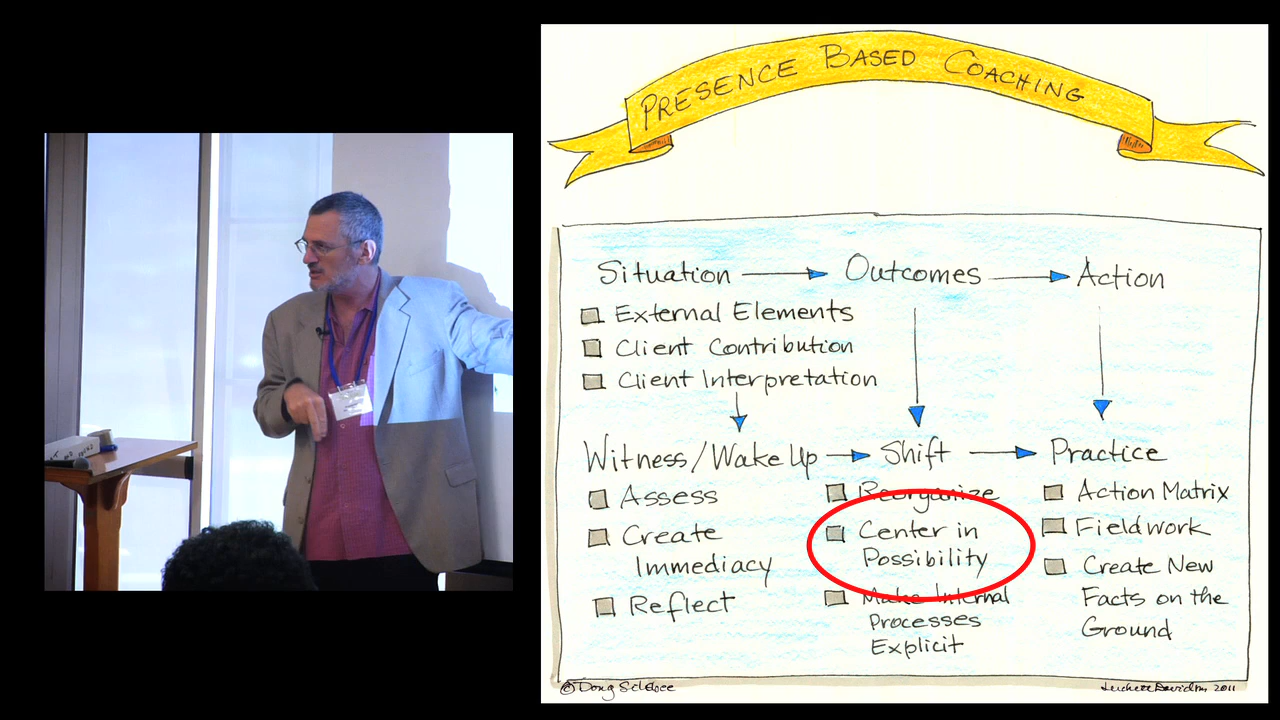 PRESENCE BASED COACHING
Situation Outcomes Action
External Elements
Client Contribution
Client Interpretation
Witness/Wake Up Shift Practice
Assess
Create
Immediacy
Reflect
Reorganize
Center in
Possibility
Make Internal
Processes
Explicit
Action Matrix
Fieldwork
Create New
Facts on the
Ground
© Doug
2011